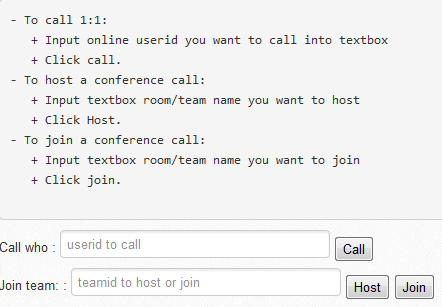 - To call 1:1:
+ Input online userid you want to call into textbox
+ Click call.
- To host a conference call:
+ Input textbox room/team name you want to host
+ Click Host.
- To join a conference call:
+ Input textbox room/team name you want to join
+ Click join.
Call who : userid to call Call
Join team: : teamid to host or join Host Join